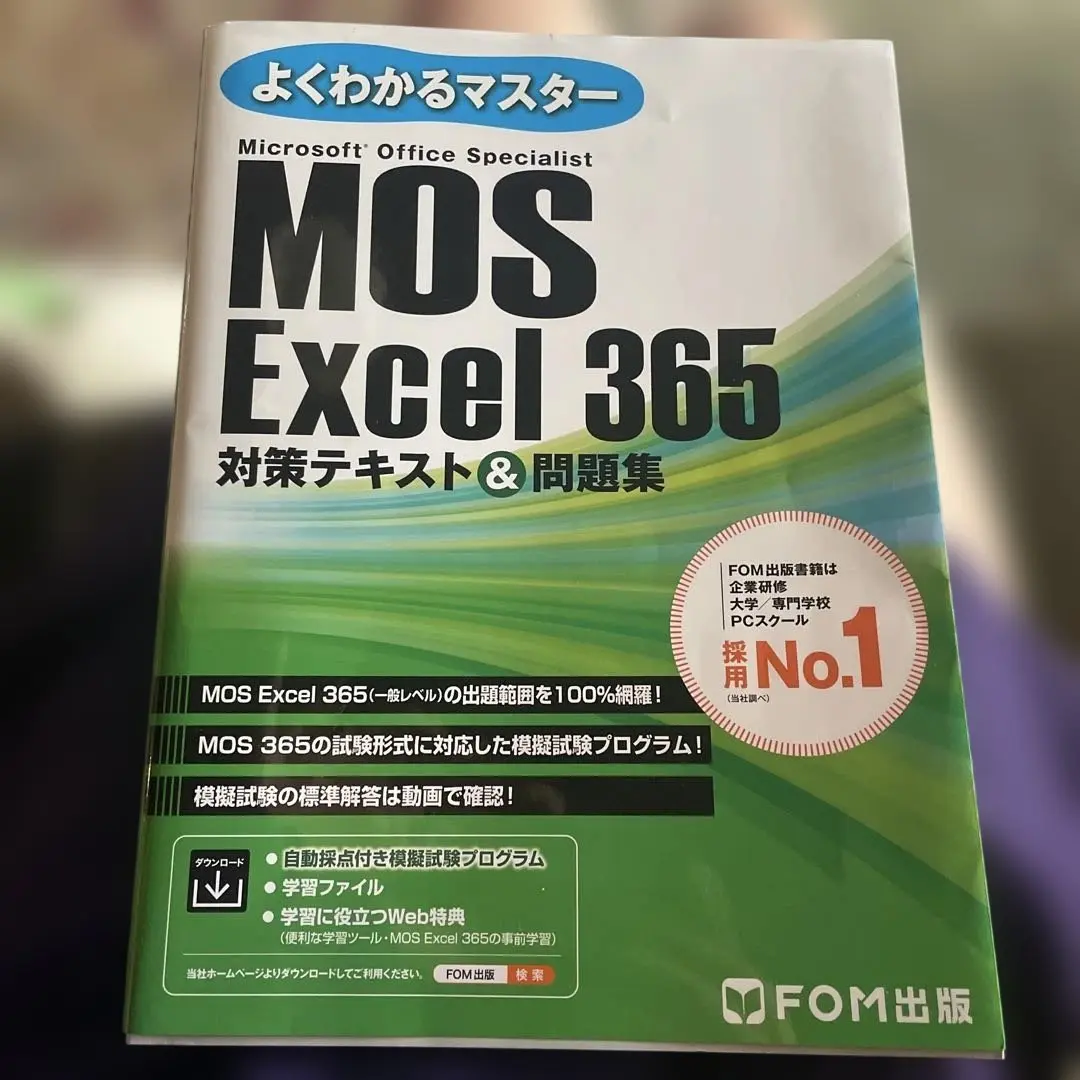 よくわかるマスター
Microsoft® Office Specialist
MOS
Excel 365
対策テキスト&問題集
FOM出版書籍は
企業研修
大学／専門学校
PCスクール
採用 No.1
(当社調べ)
MOS Excel 365(一般レベル)の出題範囲を100%網羅!
MOS 365の試験形式に対応した模擬試験プログラム!
模擬試験の標準解答は動画で確認!
ダウンロード
● 自動採点付き模擬試験プログラム
● 学習ファイル
● 学習に役立つWeb特典
(便利な学習ツール・MOS Excel 365の事前学習)
当社ホームページよりダウンロードしてご利用ください。 FOM出版 検索
FOM出版